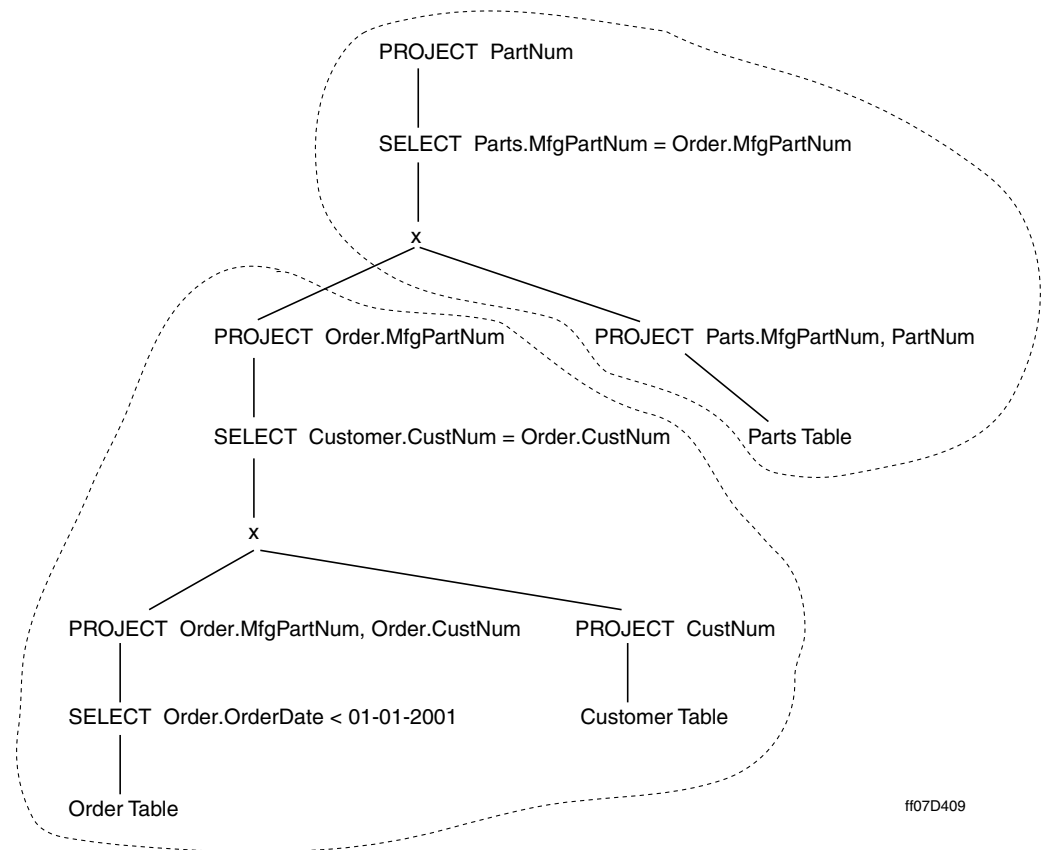 PROJECT PartNum
SELECT Parts.MfgPartNum = Order.MfgPartNum
x
PROJECT Order.MfgPartNum
PROJECT Parts.MfgPartNum, PartNum
SELECT Customer.CustNum = Order.CustNum
Parts Table
x
PROJECT Order.MfgPartNum, Order.CustNum
PROJECT CustNum
SELECT Order.OrderDate < 01-01-2001
Customer Table
Order Table
ff07D409